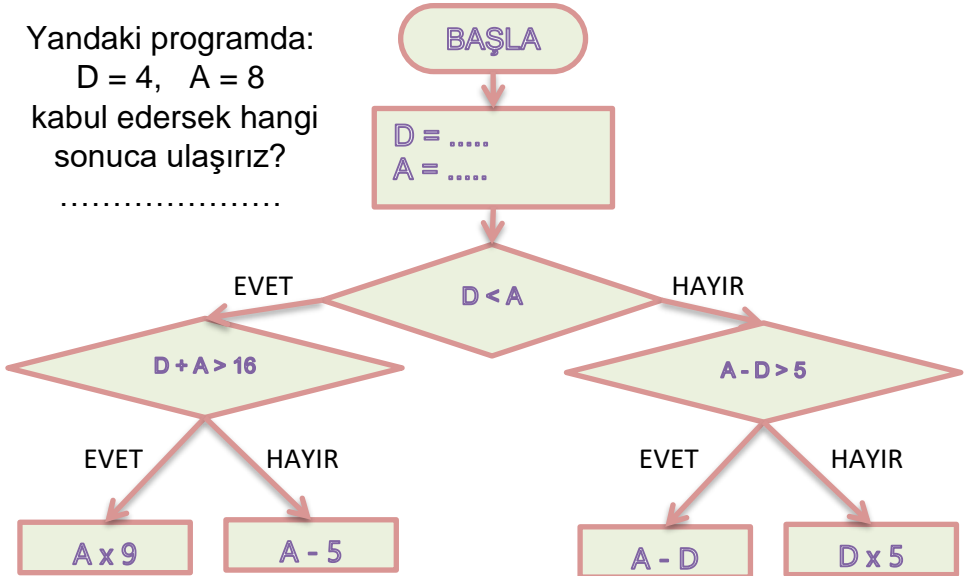 Yandaki programda:
D = 4,   A = 8
kabul edersek hangi
sonuca ulaşırız?
…………………
BAŞLA
D = .....
A = .....
D < A
EVET
HAYIR
D + A > 16
A - D > 5
EVET
HAYIR
EVET
HAYIR
A x 9
A - 5
A - D
D x 5